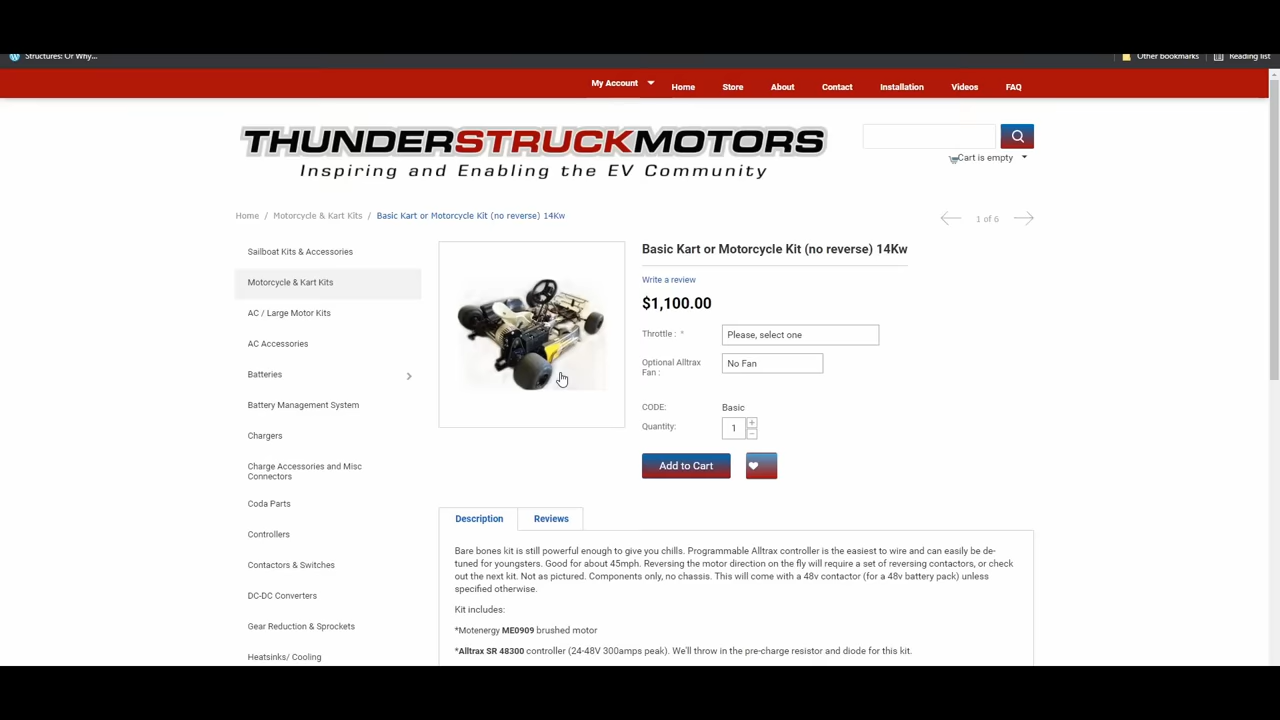 Structures: Or Why...
Other bookmarks
Reading list
My Account
Home
Store
About
Contact
Installation
Videos
FAQ
THUNDERSTRUCKMOTORS
Inspiring and Enabling the EV Community
Cart is empty
Home / Motorcycle & Kart Kits / Basic Kart or Motorcycle Kit (no reverse) 14Kw
1 of 6
Sailboat Kits & Accessories
Motorcycle & Kart Kits
AC / Large Motor Kits
AC Accessories
Batteries
Battery Management System
Chargers
Charge Accessories and Misc
Connectors
Coda Parts
Controllers
Contactors & Switches
DC-DC Converters
Gear Reduction & Sprockets
Heatsinks/ Cooling
Basic Kart or Motorcycle Kit (no reverse) 14Kw
Write a review
$1,100.00
Throttle : * Please, select one
Optional Alltrax
Fan :
No Fan
CODE: Basic
Quantity: 1 + −
Add to Cart
Description
Reviews
Bare bones kit is still powerful enough to give you chills. Programmable Alltrax controller is the easiest to wire and can easily be de-
tuned for youngsters. Good for about 45mph. Reversing the motor direction on the fly will require a set of reversing contactors, or check
out the next kit. Not as pictured. Components only, no chassis. This will come with a 48v contactor (for a 48v battery pack) unless
specified otherwise.
Kit includes:
*Motenergy ME0909 brushed motor
*Alltrax SR 48300 controller (24-48V 300amps peak). We'll throw in the pre-charge resistor and diode for this kit.